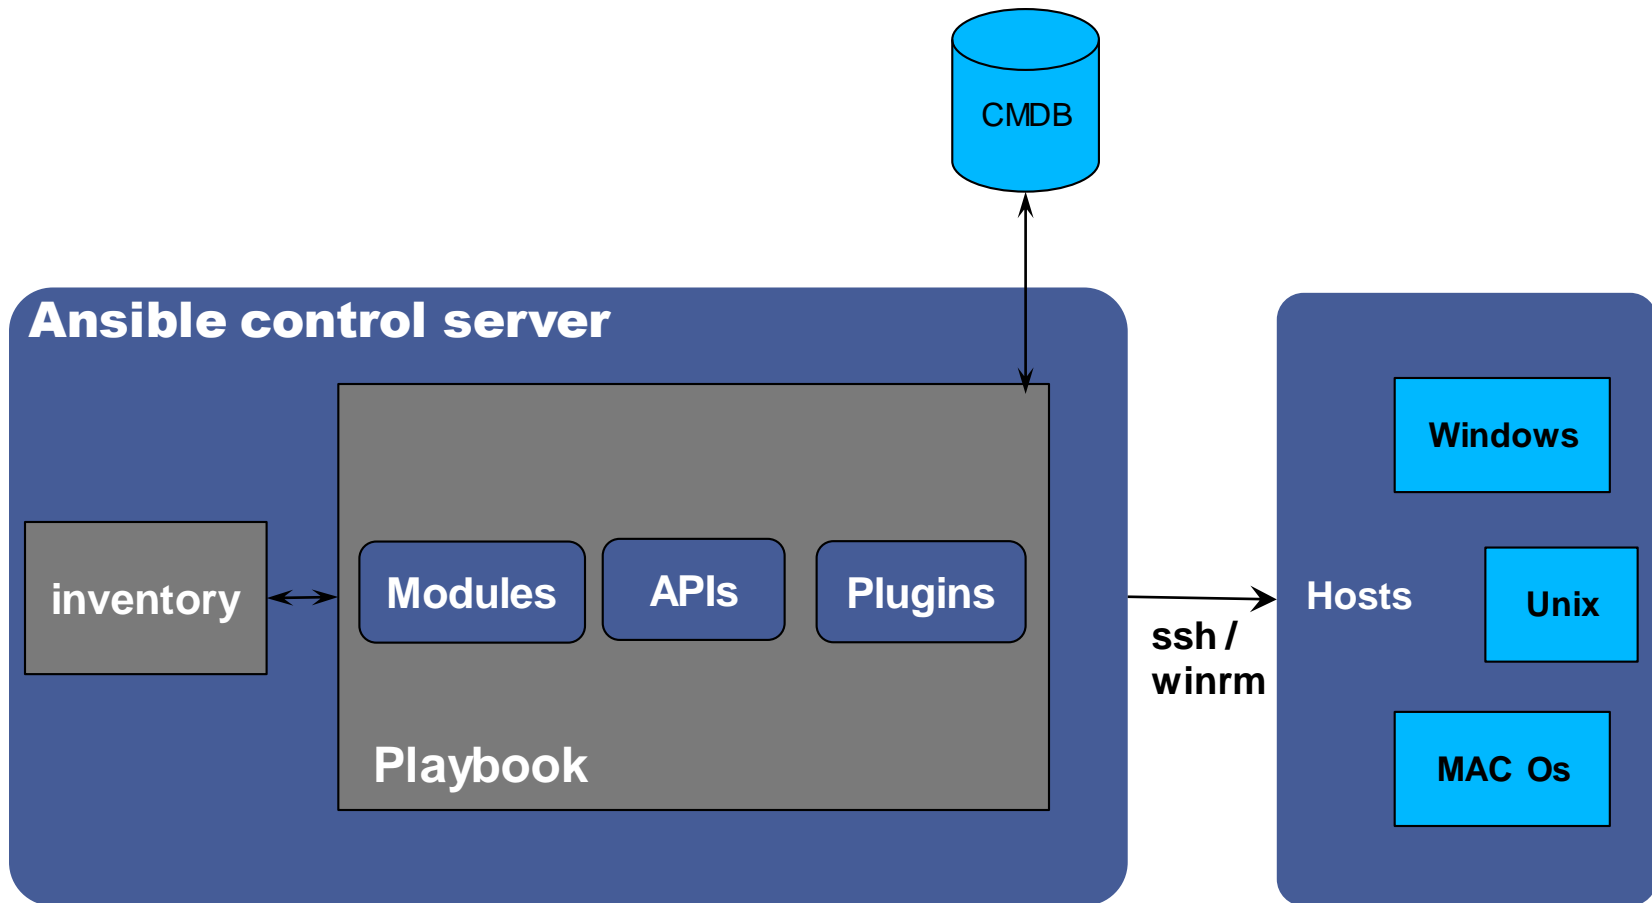 CMDB
Ansible control server
inventory
Modules
APIs
Plugins
Playbook
ssh /
winrm
Hosts
Windows
Unix
MAC Os